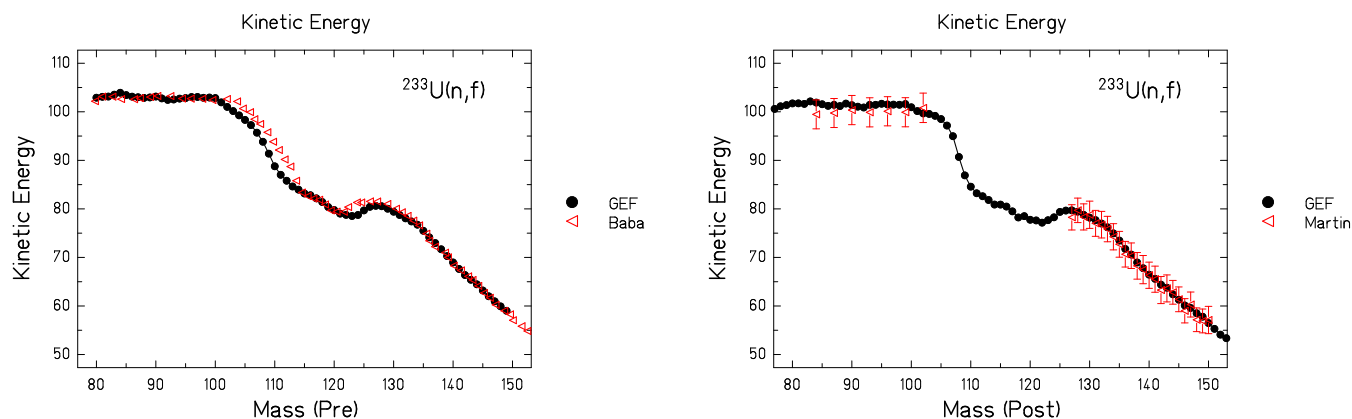 Kinetic Energy
110
100
90
80
70
60
50
Kinetic Energy
²³³U(n,f)
80 90 100 110 120 130 140 150
Mass (Pre)
GEF
Baba
Kinetic Energy
110
100
90
80
70
60
50
Kinetic Energy
²³³U(n,f)
80 90 100 110 120 130 140 150
Mass (Post)
GEF
Martin